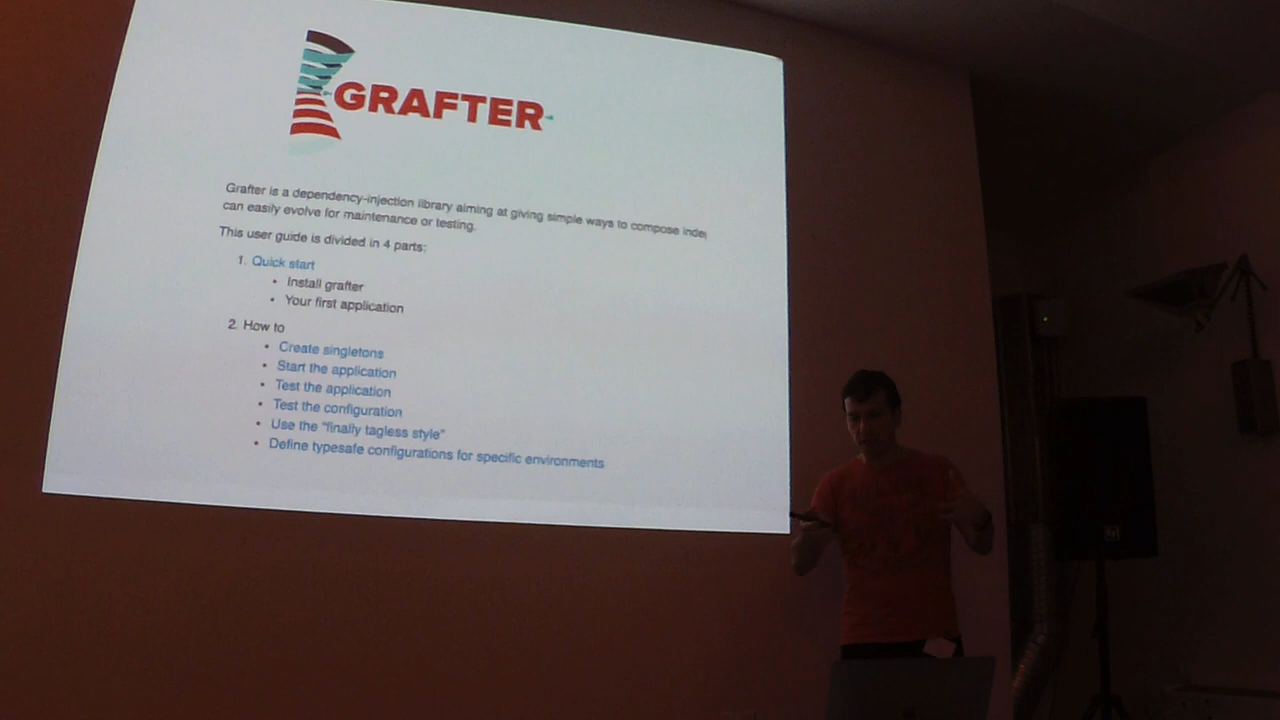 GRAFTER
Grafter is a dependency-injection library aiming at giving simple ways to compose
can easily evolve for maintenance or testing.
This user guide is divided in 4 parts:
1. Quick start
• Install grafter
• Your first application
2. How to
• Create singletons
• Start the application
• Test the application
• Test the configuration
• Use the "finally tagless style"
• Define typesafe configurations for specific environments